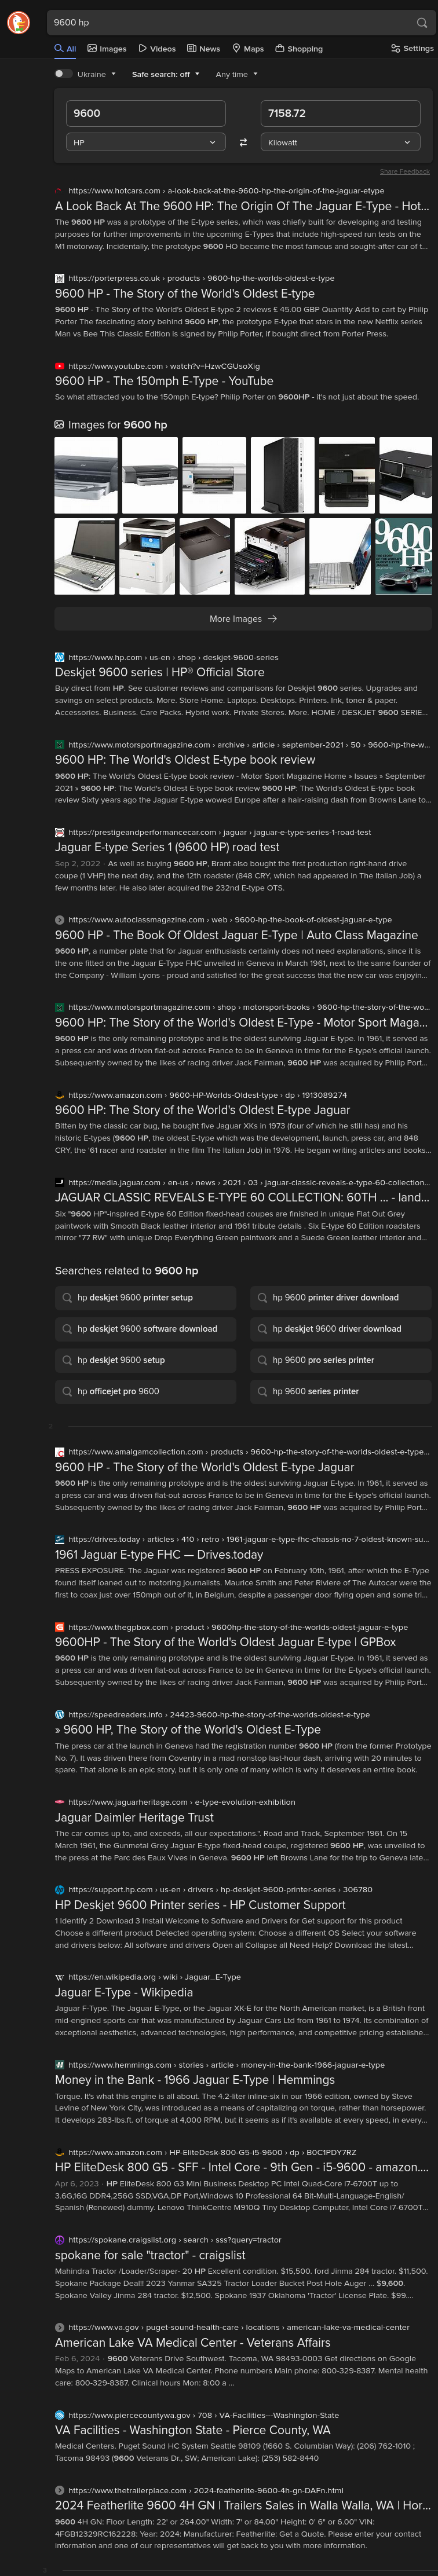 9600 hp
All Images Videos News Maps Shopping Settings
Ukraine Safe search: off Any time
9600 7158.72
HP Kilowatt
Share Feedback
https://www.hotcars.com › a-look-back-at-the-9600-hp-the-origin-of-the-jaguar-etype
A Look Back At The 9600 HP: The Origin Of The Jaguar E-Type - Hot...
The 9600 HP was a prototype of the E-type series, which was chiefly built for developing and testing
purposes for further improvements in the upcoming E-Types that include high-speed run tests on the
M1 motorway. Incidentally, the prototype 9600 HO became the most famous and sought-after car of t...
https://porterpress.co.uk › products › 9600-hp-the-worlds-oldest-e-type
9600 HP - The Story of the World's Oldest E-type
9600 HP - The Story of the World's Oldest E-type 2 reviews £ 45.00 GBP Quantity Add to cart by Philip
Porter The fascinating story behind 9600 HP, the prototype E-type that stars in the new Netflix series
Man vs Bee This Classic Edition is signed by Philip Porter, if bought direct from Porter Press.
https://www.youtube.com › watch?v=HzwCGUsoXig
9600 HP - The 150mph E-Type - YouTube
So what attracted you to the 150mph E-type? Philip Porter on 9600HP - it's not just about the speed.
Images for 9600 hp
9600
HP
More Images
https://www.hp.com › us-en › shop › deskjet-9600-series
Deskjet 9600 series | HP® Official Store
Buy direct from HP. See customer reviews and comparisons for Deskjet 9600 series. Upgrades and
savings on select products. More. Store Home. Laptops. Desktops. Printers. Ink, toner & paper.
Accessories. Business. Care Packs. Hybrid work. Private Stores. More. HOME / DESKJET 9600 SERIE...
https://www.motorsportmagazine.com › archive › article › september-2021 › 50 › 9600-hp-the-w...
9600 HP: The World's Oldest E-type book review
9600 HP: The World's Oldest E-type book review - Motor Sport Magazine Home » Issues » September
2021 » 9600 HP: The World's Oldest E-type book review 9600 HP: The World's Oldest E-type book
review Sixty years ago the Jaguar E-type wowed Europe after a hair-raising dash from Browns Lane to...
https://prestigeandperformancecar.com › jaguar › jaguar-e-type-series-1-road-test
Jaguar E-type Series 1 (9600 HP) road test
Sep 2, 2022 · As well as buying 9600 HP, Brant also bought the first production right-hand drive
coupe (1 VHP) the next day, and the 12th roadster (848 CRY, which had appeared in The Italian Job) a
few months later. He also later acquired the 232nd E-type OTS.
https://www.autoclassmagazine.com › web › 9600-hp-the-book-of-oldest-jaguar-e-type
9600 HP - The Book Of Oldest Jaguar E-Type | Auto Class Magazine
9600 HP, a number plate that for Jaguar enthusiasts certainly does not need explanations, since it is
the one fitted on the Jaguar E-Type FHC unveiled in Geneva in March 1961, next to the same founder of
the Company - William Lyons - proud and satisfied for the great success that the new car was enjoyin...
https://www.motorsportmagazine.com › shop › motorsport-books › 9600-hp-the-story-of-the-wo...
9600 HP: The Story of the World's Oldest E-Type - Motor Sport Maga...
9600 HP is the only remaining prototype and is the oldest surviving Jaguar E-type. In 1961, it served as
a press car and was driven flat-out across France to be in Geneva in time for the E-type's official launch.
Subsequently owned by the likes of racing driver Jack Fairman, 9600 HP was acquired by Philip Port...
https://www.amazon.com › 9600-HP-Worlds-Oldest-type › dp › 1913089274
9600 HP: The Story of the World's Oldest E-type Jaguar
Bitten by the classic car bug, he bought five Jaguar XKs in 1973 (four of which he still has) and his
historic E-types (9600 HP, the oldest E-type which was the development, launch, press car, and 848
CRY, the '61 racer and roadster in the film The Italian Job) in 1976. He began writing articles and books...
https://media.jaguar.com › en-us › news › 2021 › 03 › jaguar-classic-reveals-e-type-60-collection...
JAGUAR CLASSIC REVEALS E-TYPE 60 COLLECTION: 60TH ... - land...
Six "9600 HP"-inspired E-type 60 Edition fixed-head coupes are finished in unique Flat Out Grey
paintwork with Smooth Black leather interior and 1961 tribute details . Six E-type 60 Edition roadsters
mirror "77 RW" with unique Drop Everything Green paintwork and a Suede Green leather interior and...
Searches related to 9600 hp
hp deskjet 9600 printer setup hp 9600 printer driver download
hp deskjet 9600 software download hp deskjet 9600 driver download
hp deskjet 9600 setup hp 9600 pro series printer
hp officejet pro 9600 hp 9600 series printer
2
https://www.amalgamcollection.com › products › 9600-hp-the-story-of-the-worlds-oldest-e-type...
9600 HP - The Story of the World's Oldest E-type Jaguar
9600 HP is the only remaining prototype and is the oldest surviving Jaguar E-type. In 1961, it served as
a press car and was driven flat-out across France to be in Geneva in time for the E-type's official launch.
Subsequently owned by the likes of racing driver Jack Fairman, 9600 HP was acquired by Philip Port...
https://drives.today › articles › 410 › retro › 1961-jaguar-e-type-fhc-chassis-no-7-oldest-known-su...
1961 Jaguar E-type FHC — Drives.today
PRESS EXPOSURE. The Jaguar was registered 9600 HP on February 10th, 1961, after which the E-Type
found itself loaned out to motoring journalists. Maurice Smith and Peter Riviere of The Autocar were the
first to coax just over 150mph out of it, in Belgium, despite a passenger door flying open and some tri...
https://www.thegpbox.com › product › 9600hp-the-story-of-the-worlds-oldest-jaguar-e-type
9600HP - The Story of the World's Oldest Jaguar E-type | GPBox
9600 HP is the only remaining prototype and is the oldest surviving Jaguar E-type. In 1961, it served as
a press car and was driven flat-out across France to be in Geneva in time for the E-type's official launch.
Subsequently owned by the likes of racing driver Jack Fairman, 9600 HP was acquired by Philip Port...
https://speedreaders.info › 24423-9600-hp-the-story-of-the-worlds-oldest-e-type
» 9600 HP, The Story of the World's Oldest E-Type
The press car at the launch in Geneva had the registration number 9600 HP (from the former Prototype
No. 7). It was driven there from Coventry in a mad nonstop last-hour dash, arriving with 20 minutes to
spare. That alone is an epic story, but it is only one of many which is why it deserves an entire book.
https://www.jaguarheritage.com › e-type-evolution-exhibition
Jaguar Daimler Heritage Trust
The car comes up to, and exceeds, all our expectations.". Road and Track, September 1961. On 15
March 1961, the Gunmetal Grey Jaguar E-type fixed-head coupe, registered 9600 HP, was unveiled to
the press at the Parc des Eaux Vives in Geneva. 9600 HP left Browns Lane for the trip to Geneva late...
https://support.hp.com › us-en › drivers › hp-deskjet-9600-printer-series › 306780
HP Deskjet 9600 Printer series - HP Customer Support
1 Identify 2 Download 3 Install Welcome to Software and Drivers for Get support for this product
Choose a different product Detected operating system: Choose a different OS Select your software
and drivers below: All software and drivers Open all Collapse all Need Help? Download the latest...
https://en.wikipedia.org › wiki › Jaguar_E-Type
Jaguar E-Type - Wikipedia
Jaguar F-Type. The Jaguar E-Type, or the Jaguar XK-E for the North American market, is a British front
mid-engined sports car that was manufactured by Jaguar Cars Ltd from 1961 to 1974. Its combination of
exceptional aesthetics, advanced technologies, high performance, and competitive pricing establishe...
https://www.hemmings.com › stories › article › money-in-the-bank-1966-jaguar-e-type
Money in the Bank - 1966 Jaguar E-Type | Hemmings
Torque. It's what this engine is all about. The 4.2-liter inline-six in our 1966 edition, owned by Steve
Levine of New York City, was introduced as a means of capitalizing on torque, rather than horsepower.
It develops 283-lbs.ft. of torque at 4,000 RPM, but it seems as if it's available at every speed, in every...
https://www.amazon.com › HP-EliteDesk-800-G5-i5-9600 › dp › B0C1PDY7RZ
HP EliteDesk 800 G5 - SFF - Intel Core - 9th Gen - i5-9600 - amazon....
Apr 6, 2023 · HP EliteDesk 800 G3 Mini Business Desktop PC Intel Quad-Core i7-6700T up to
3.6G,16G DDR4,256G SSD,VGA,DP Port,Windows 10 Professional 64 Bit-Multi-Language-English/
Spanish (Renewed) dummy. Lenovo ThinkCentre M910Q Tiny Desktop Computer, Intel Core i7-6700T...
https://spokane.craigslist.org › search › sss?query=tractor
spokane for sale "tractor" - craigslist
Mahindra Tractor /Loader/Scraper- 20 HP Excellent condition. $15,500. ford Jinma 284 tractor. $11,500.
Spokane Package Deal!! 2023 Yanmar SA325 Tractor Loader Bucket Post Hole Auger ... $9,600.
Spokane Valley Jinma 284 tractor. $12,500. Spokane 1937 Oklahoma 'Tractor' License Plate. $99....
https://www.va.gov › puget-sound-health-care › locations › american-lake-va-medical-center
American Lake VA Medical Center - Veterans Affairs
Feb 6, 2024 · 9600 Veterans Drive Southwest. Tacoma, WA 98493-0003 Get directions on Google
Maps to American Lake VA Medical Center. Phone numbers Main phone: 800-329-8387. Mental health
care: 800-329-8387. Clinical hours Mon: 8:00 a ...
https://www.piercecountywa.gov › 708 › VA-Facilities---Washington-State
VA Facilities - Washington State - Pierce County, WA
Medical Centers. Puget Sound HC System Seattle 98109 (1660 S. Columbian Way): (206) 762-1010 ;
Tacoma 98493 (9600 Veterans Dr., SW; American Lake): (253) 582-8440
https://www.thetrailerplace.com › 2024-featherlite-9600-4h-gn-DAFn.html
2024 Featherlite 9600 4H GN | Trailers Sales in Walla Walla, WA | Hor...
9600 4H GN: Floor Length: 22' or 264.00" Width: 7' or 84.00" Height: 0' 6" or 6.00" VIN:
4FGB12329RC162228: Year: 2024: Manufacturer: Featherlite: Get a Quote. Please enter your contact
information and one of our representatives will get back to you with more information.
3